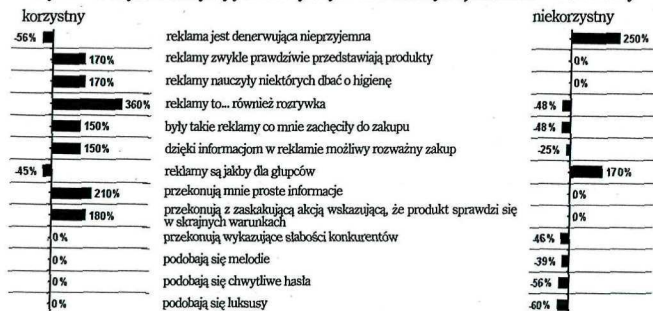 korzystny niekorzystny
-56% reklama jest denerwująca nieprzyjemna 250%
170% reklamy zwykle prawdziwie przedstawiają produkty 0%
170% reklamy nauczyły niektórych dbać o higienę 0%
360% reklamy to... również rozrywka -48%
150% były takie reklamy co mnie zachęciły do zakupu -48%
150% dzięki informacjom w reklamie możliwy rozważny zakup -25%
-45% reklamy są jakby dla głupców 170%
210% przekonują mnie proste informacje 0%
180% przekonują z zaskakującą akcją wskazującą, że produkt sprawdzi się 0%
w skrajnych warunkach
0% przekonują wykazujące słabości konkurentów -46%
0% podobają się melodie -39%
0% podobają się chwytliwe hasła -56%
0% podobają się luksusy -60%